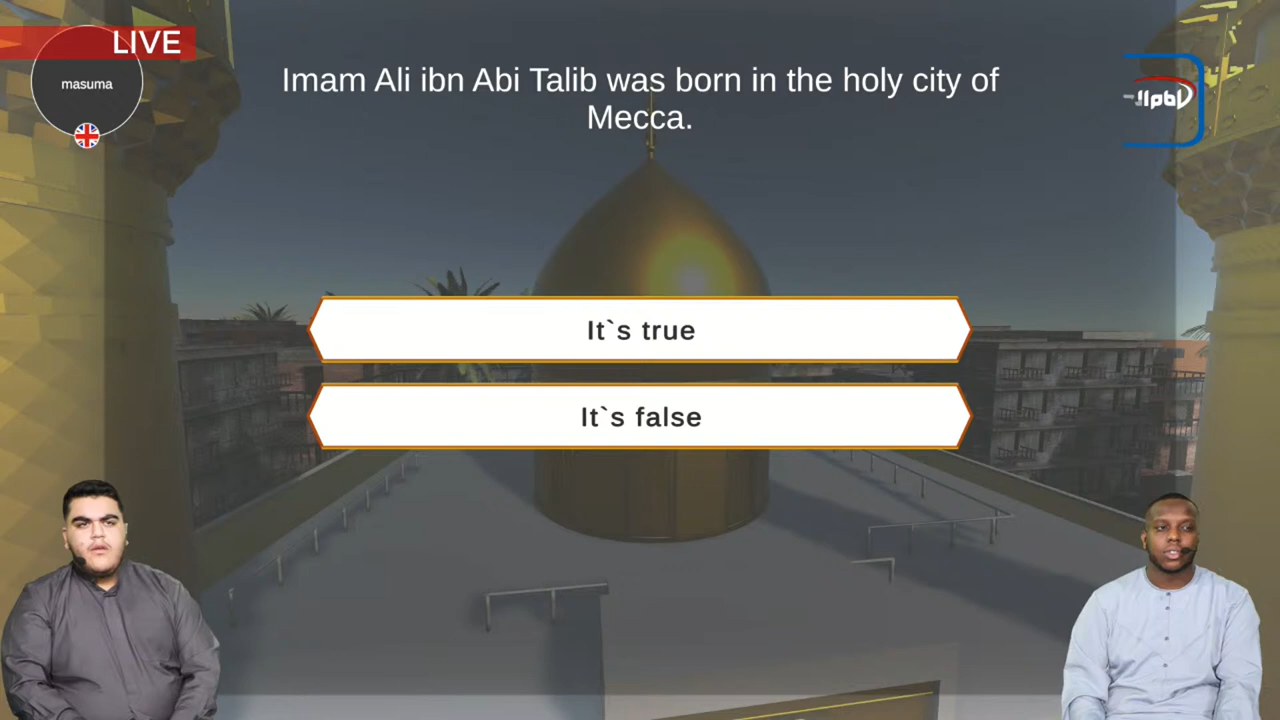 LIVE
masuma
Imam Ali ibn Abi Talib was born in the holy city of
Mecca.
It`s true
It`s false